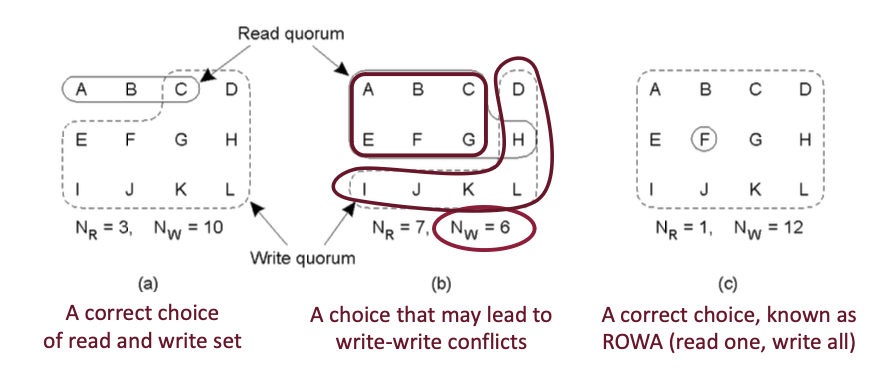 Read quorum
A B C D
E F G H
I J K L
N_R = 3, N_W = 10
A B C D
E F G H
I J K L
N_R = 7, N_W = 6
A B C D
E F G H
I J K L
N_R = 1, N_W = 12
Write quorum
(a)
(b)
(c)
A correct choice
of read and write set
A choice that may lead to
write-write conflicts
A correct choice, known as
ROWA (read one, write all)